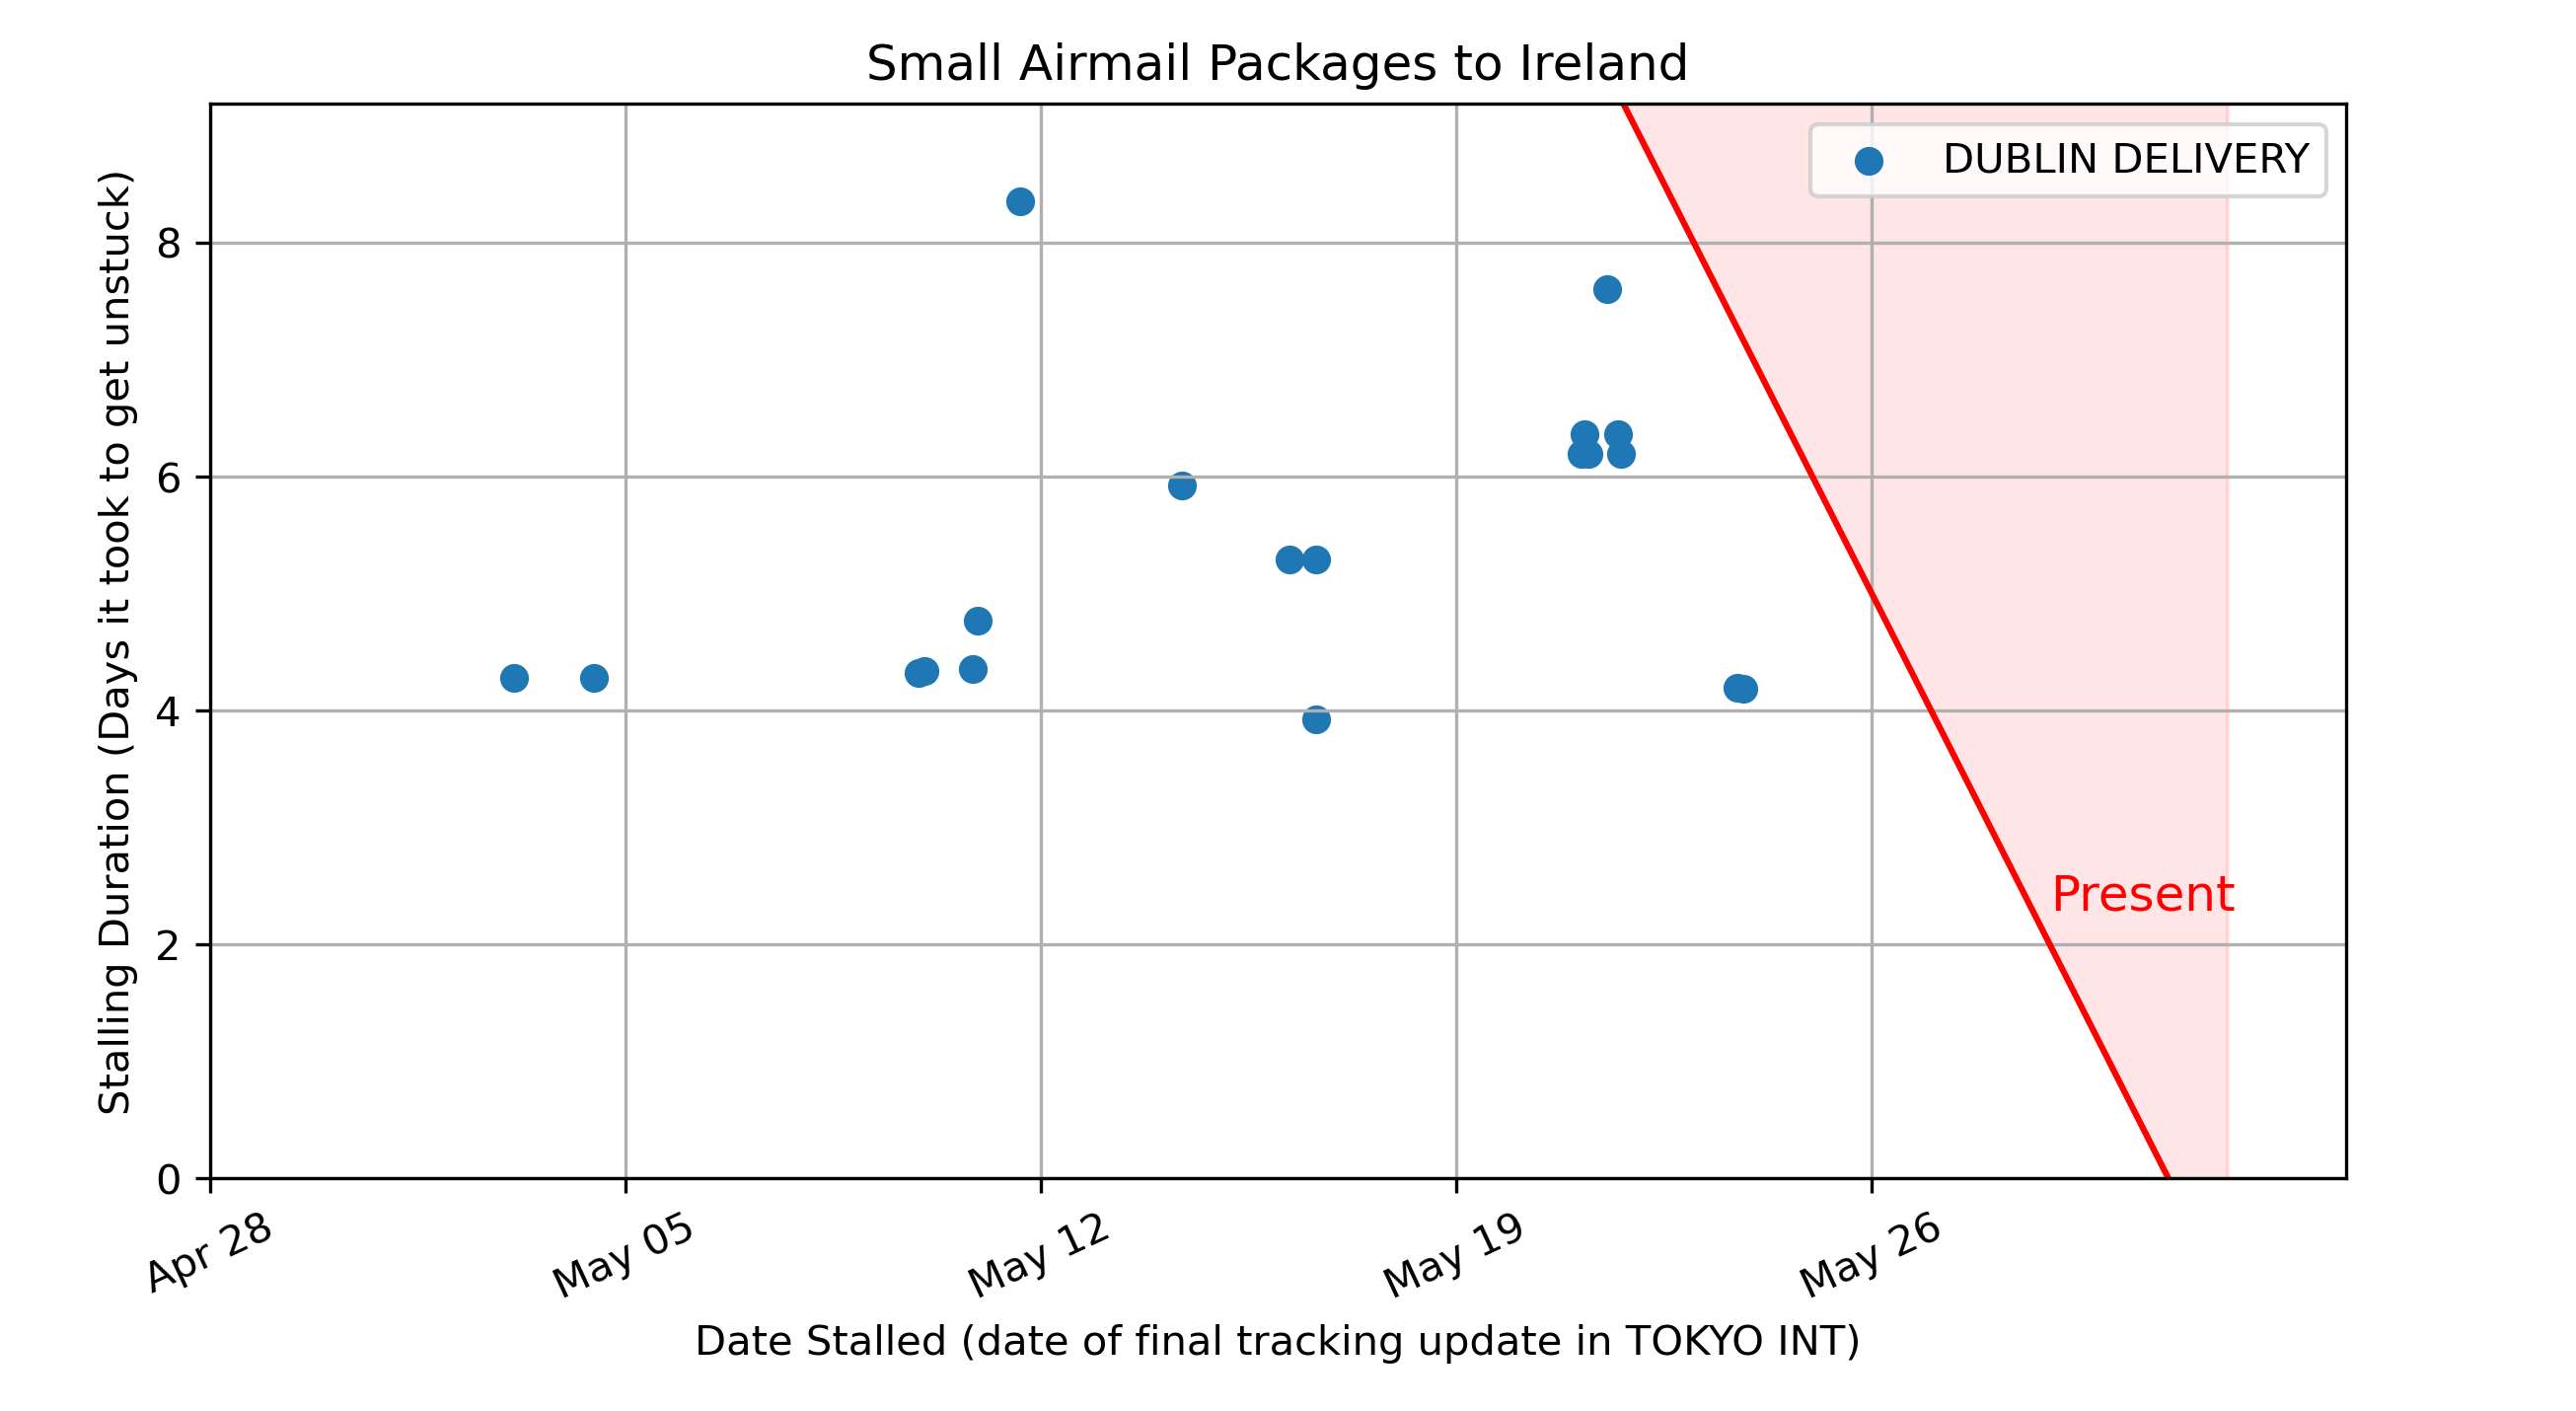 Small Airmail Packages to Ireland
DUBLIN DELIVERY
Stalling Duration (Days it took to get unstuck)
8
6
4
2
0
Present
Apr 28
May 05
May 12
May 19
May 26
Date Stalled (date of final tracking update in TOKYO INT)